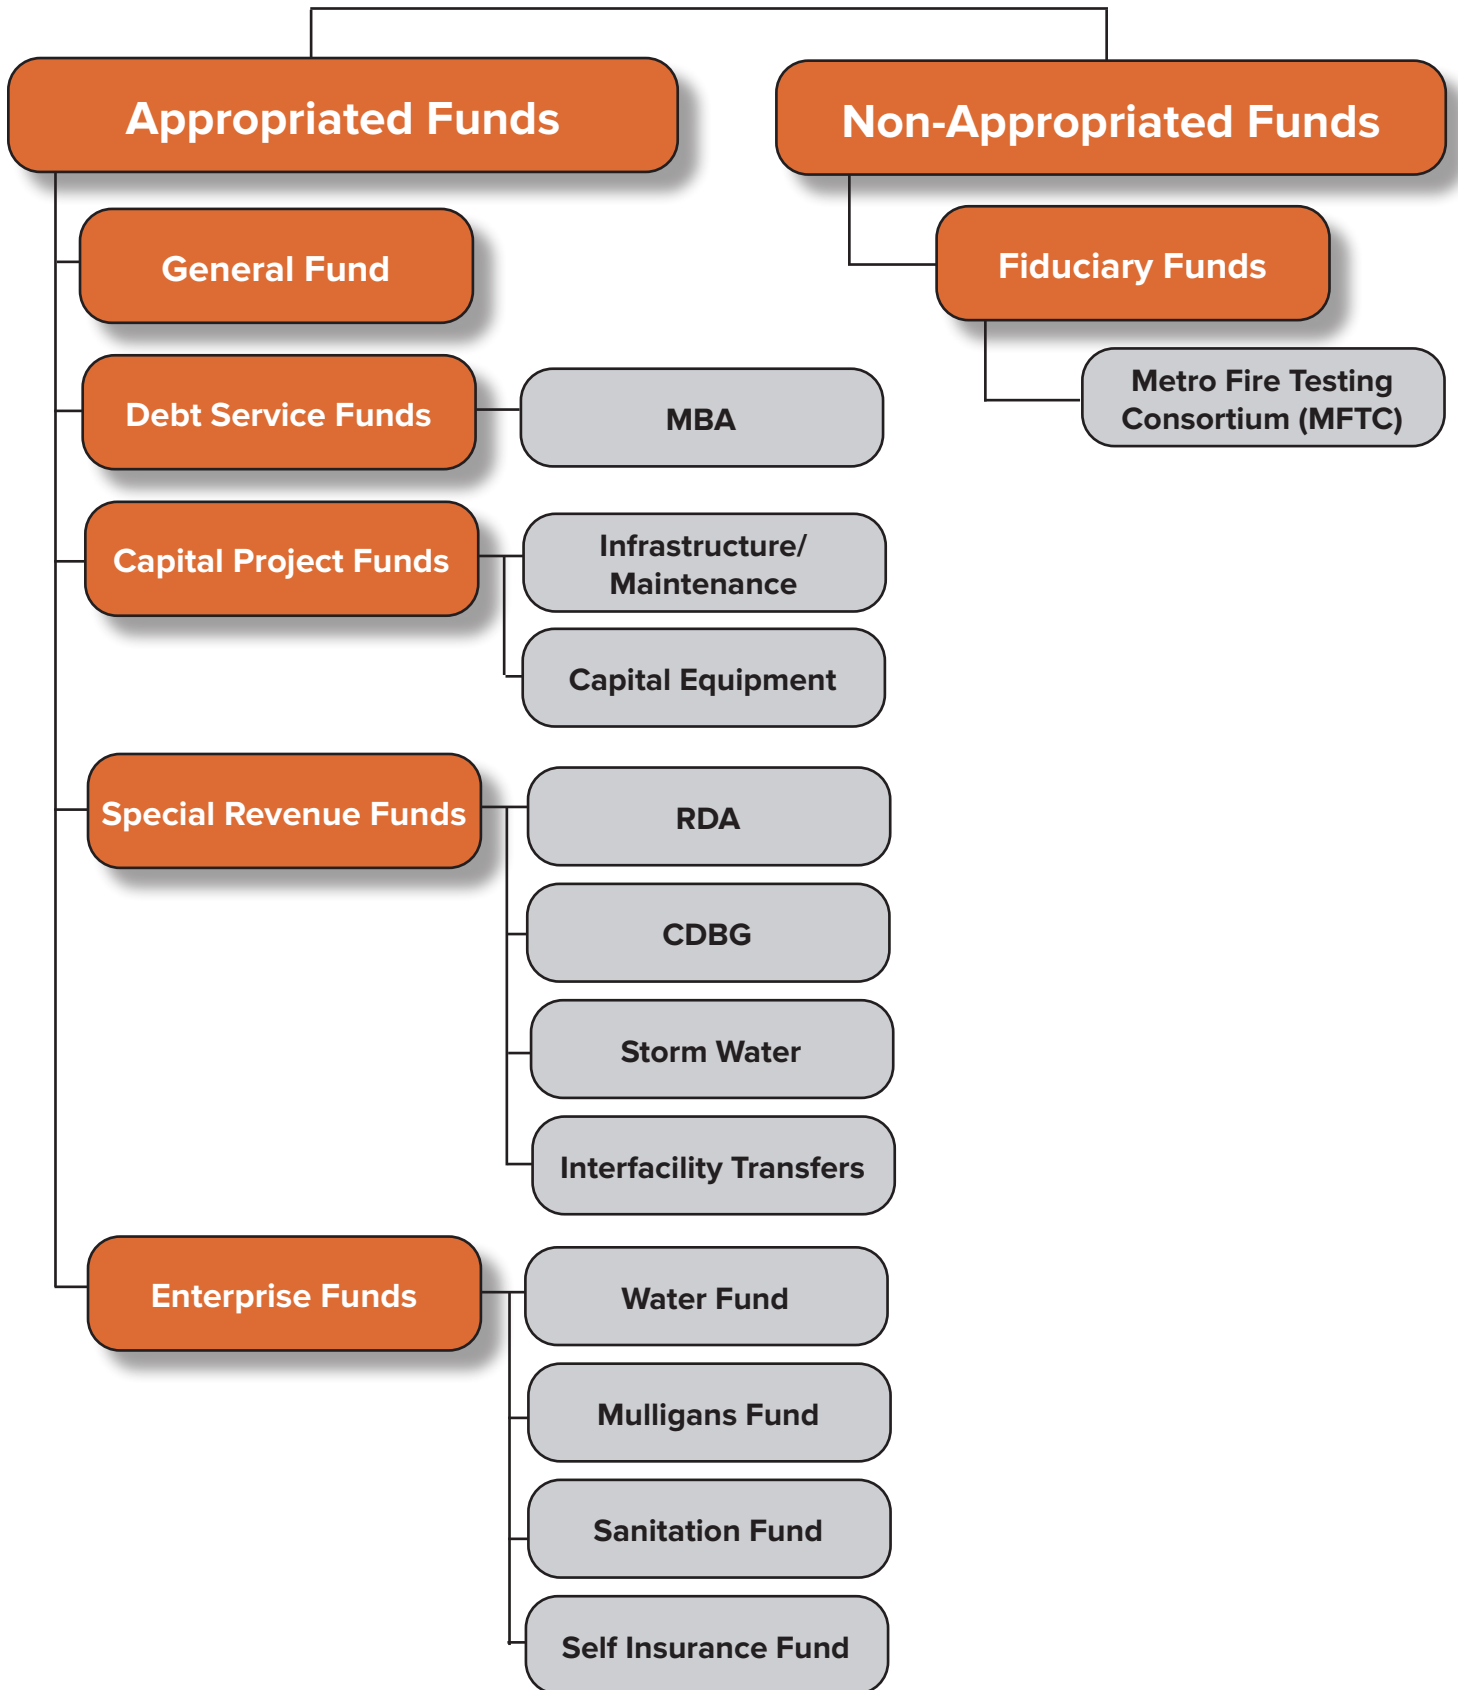 Appropriated Funds
Non-Appropriated Funds
General Fund
Fiduciary Funds
Metro Fire Testing
Consortium (MFTC)
Debt Service Funds
MBA
Capital Project Funds
Infrastructure/
Maintenance
Capital Equipment
Special Revenue Funds
RDA
CDBG
Storm Water
Interfacility Transfers
Enterprise Funds
Water Fund
Mulligans Fund
Sanitation Fund
Self Insurance Fund